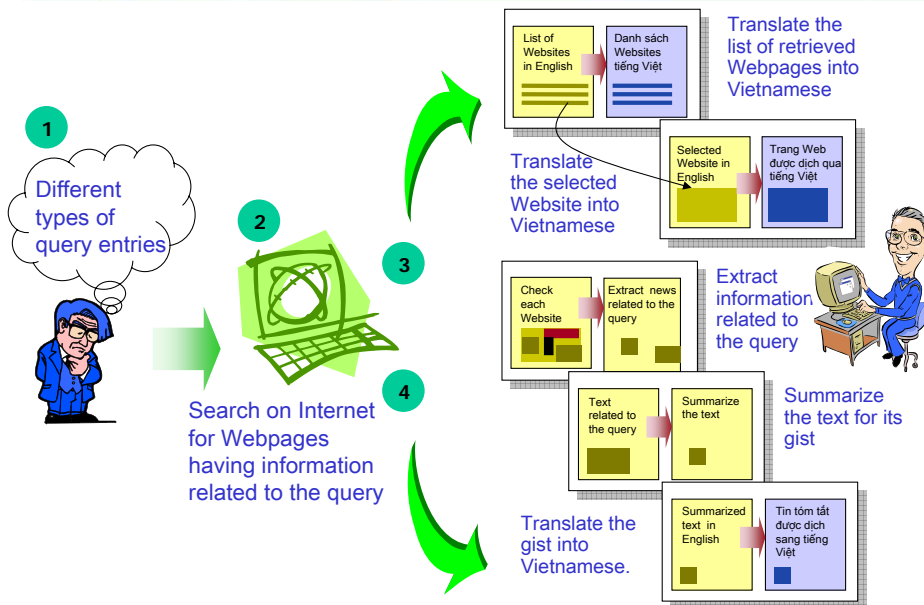 1
Different
types of
query entries
2
3
4
Search on Internet
for Webpages
having information
related to the query
List of
Websites
in English
Danh sách
Websites
tiếng Việt
Translate the
list of retrieved
Webpages into
Vietnamese
Translate
the selected
Website into
Vietnamese
Selected
Website in
English
Trang Web
được dịch qua
tiếng Việt
Check
each
Website
Extract news
related to the
query
Extract
information
related to
the query
Text
related to
the query
Summarize
the text
Summarize
the text for its
gist
Translate the
gist into
Vietnamese.
Summarized
text in
English
Tin tóm tắt
được dịch
sang tiếng
Việt